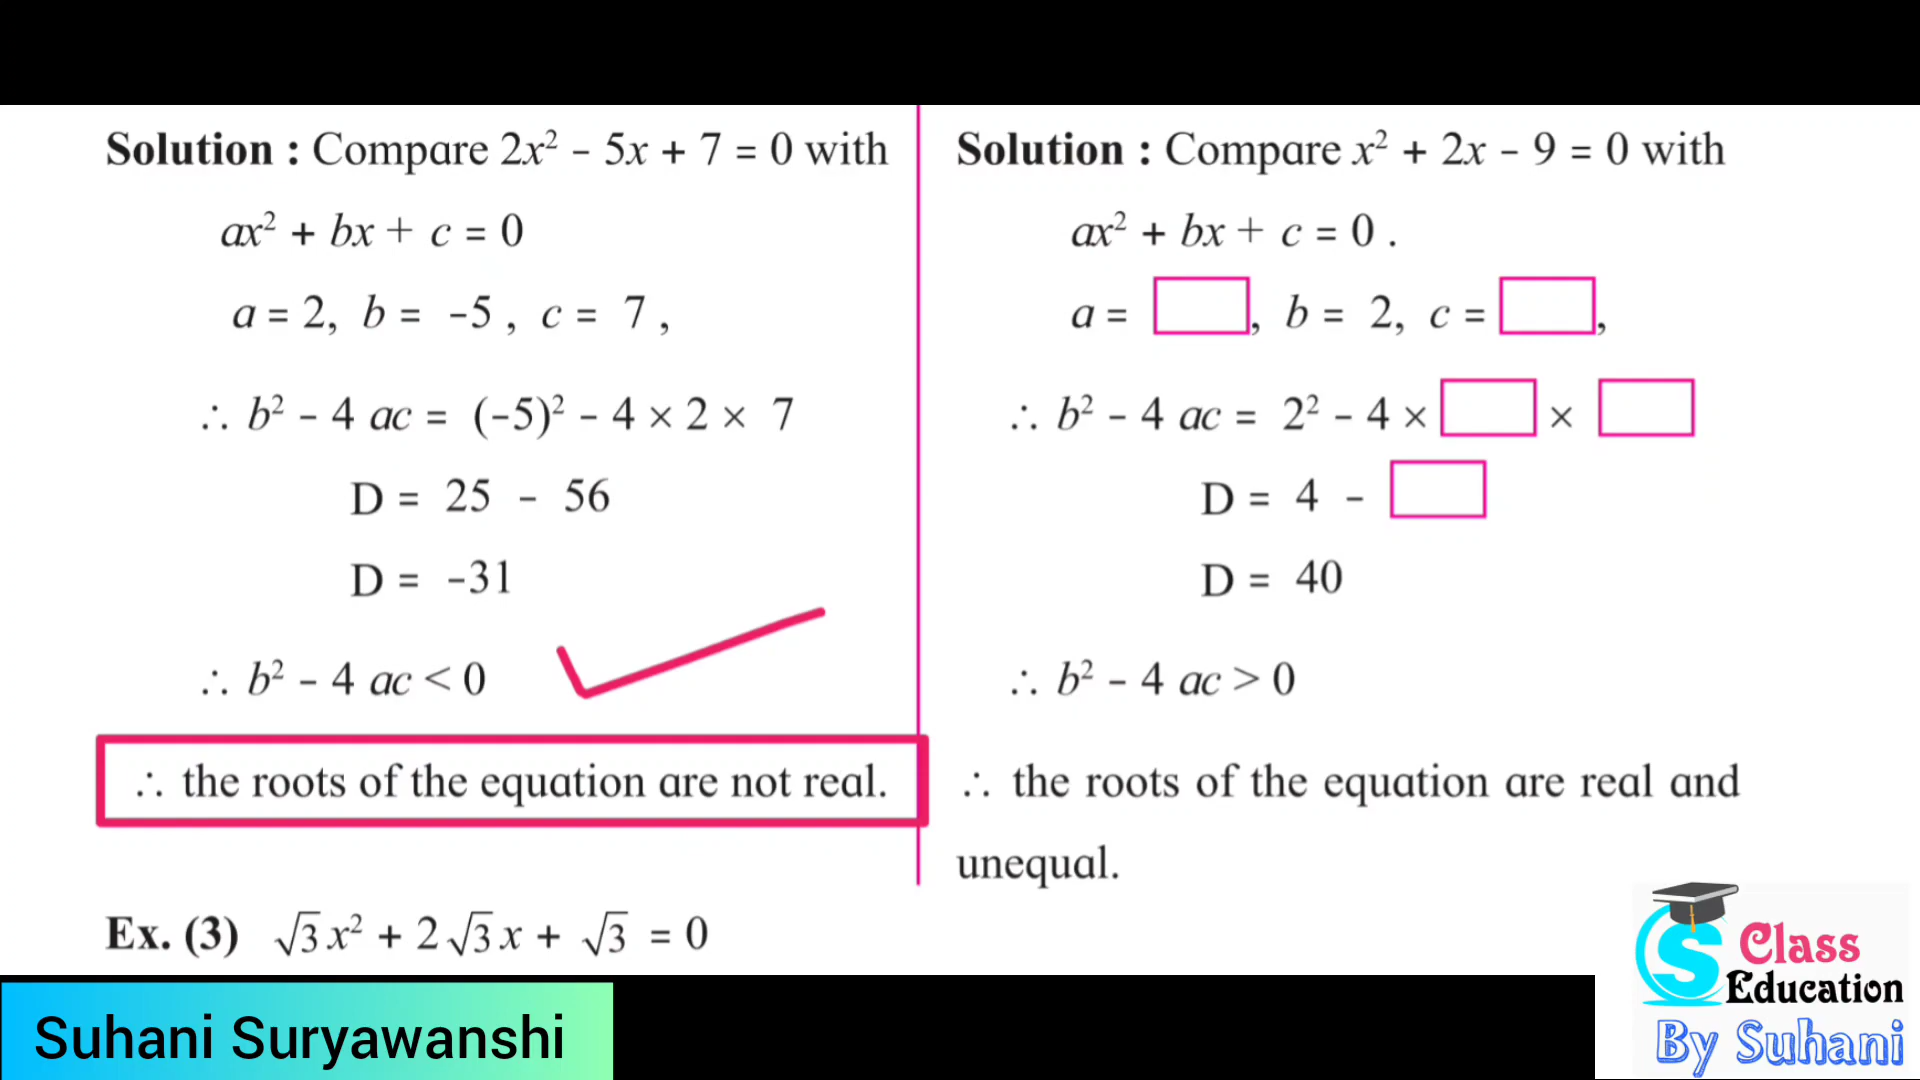 Solution : Compare 2x² – 5x + 7 = 0 with
ax² + bx + c = 0
a = 2, b = –5 , c = 7 ,
∴ b² – 4 ac = (–5)² – 4 × 2 × 7
D = 25 – 56
D = –31
∴ b² – 4 ac < 0
∴ the roots of the equation are not real.
Solution : Compare x² + 2x – 9 = 0 with
ax² + bx + c = 0 .
a = , b = 2, c = ,
∴ b² – 4 ac = 2² – 4 × ×
D = 4 –
D = 40
∴ b² – 4 ac > 0
∴ the roots of the equation are real and
unequal.
Ex. (3) √3 x² + 2 √3 x + √3 = 0
Suhani Suryawanshi
S Class
Education
By Suhani